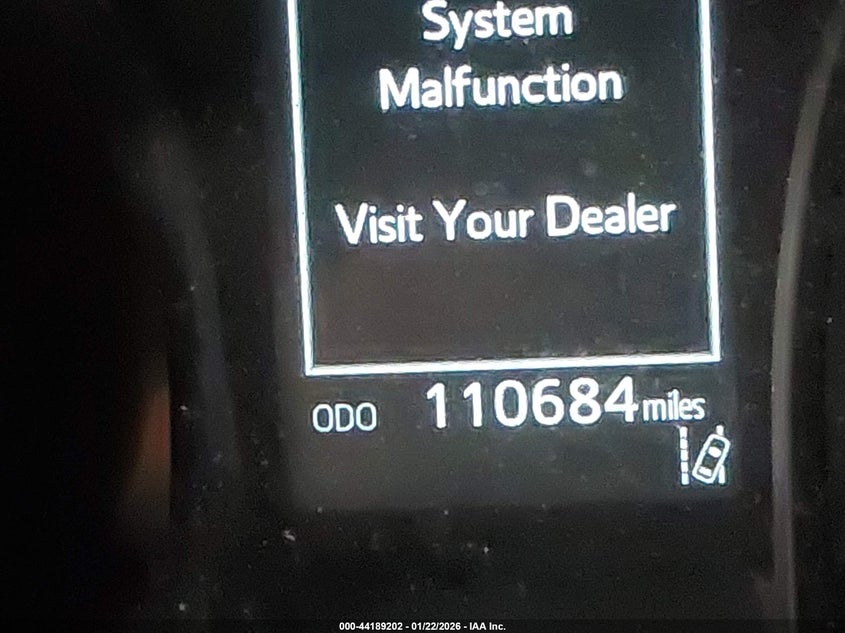 System
Malfunction
Visit Your Dealer
ODO 110684 miles
000-44189202 - 01/22/2026 - IAA Inc.